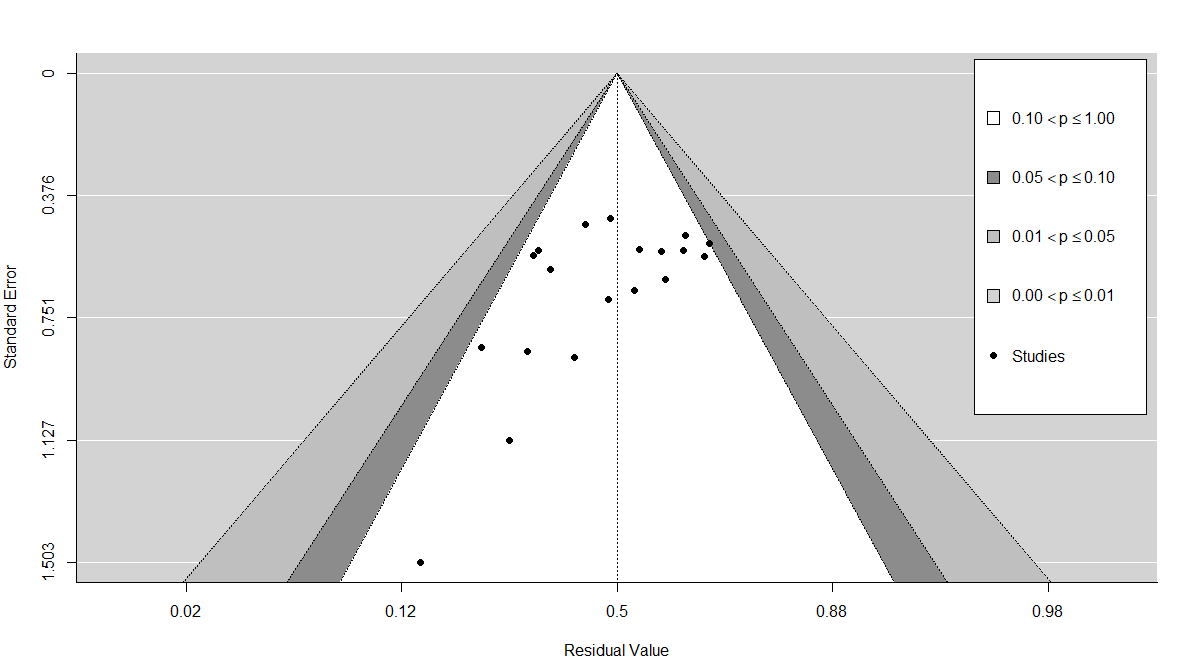 0
0.376
0.751
1.127
1.503
Standard Error
0.10 < p ≤ 1.00
0.05 < p ≤ 0.10
0.01 < p ≤ 0.05
0.00 < p ≤ 0.01
Studies
0.02
0.12
0.5
0.88
0.98
Residual Value